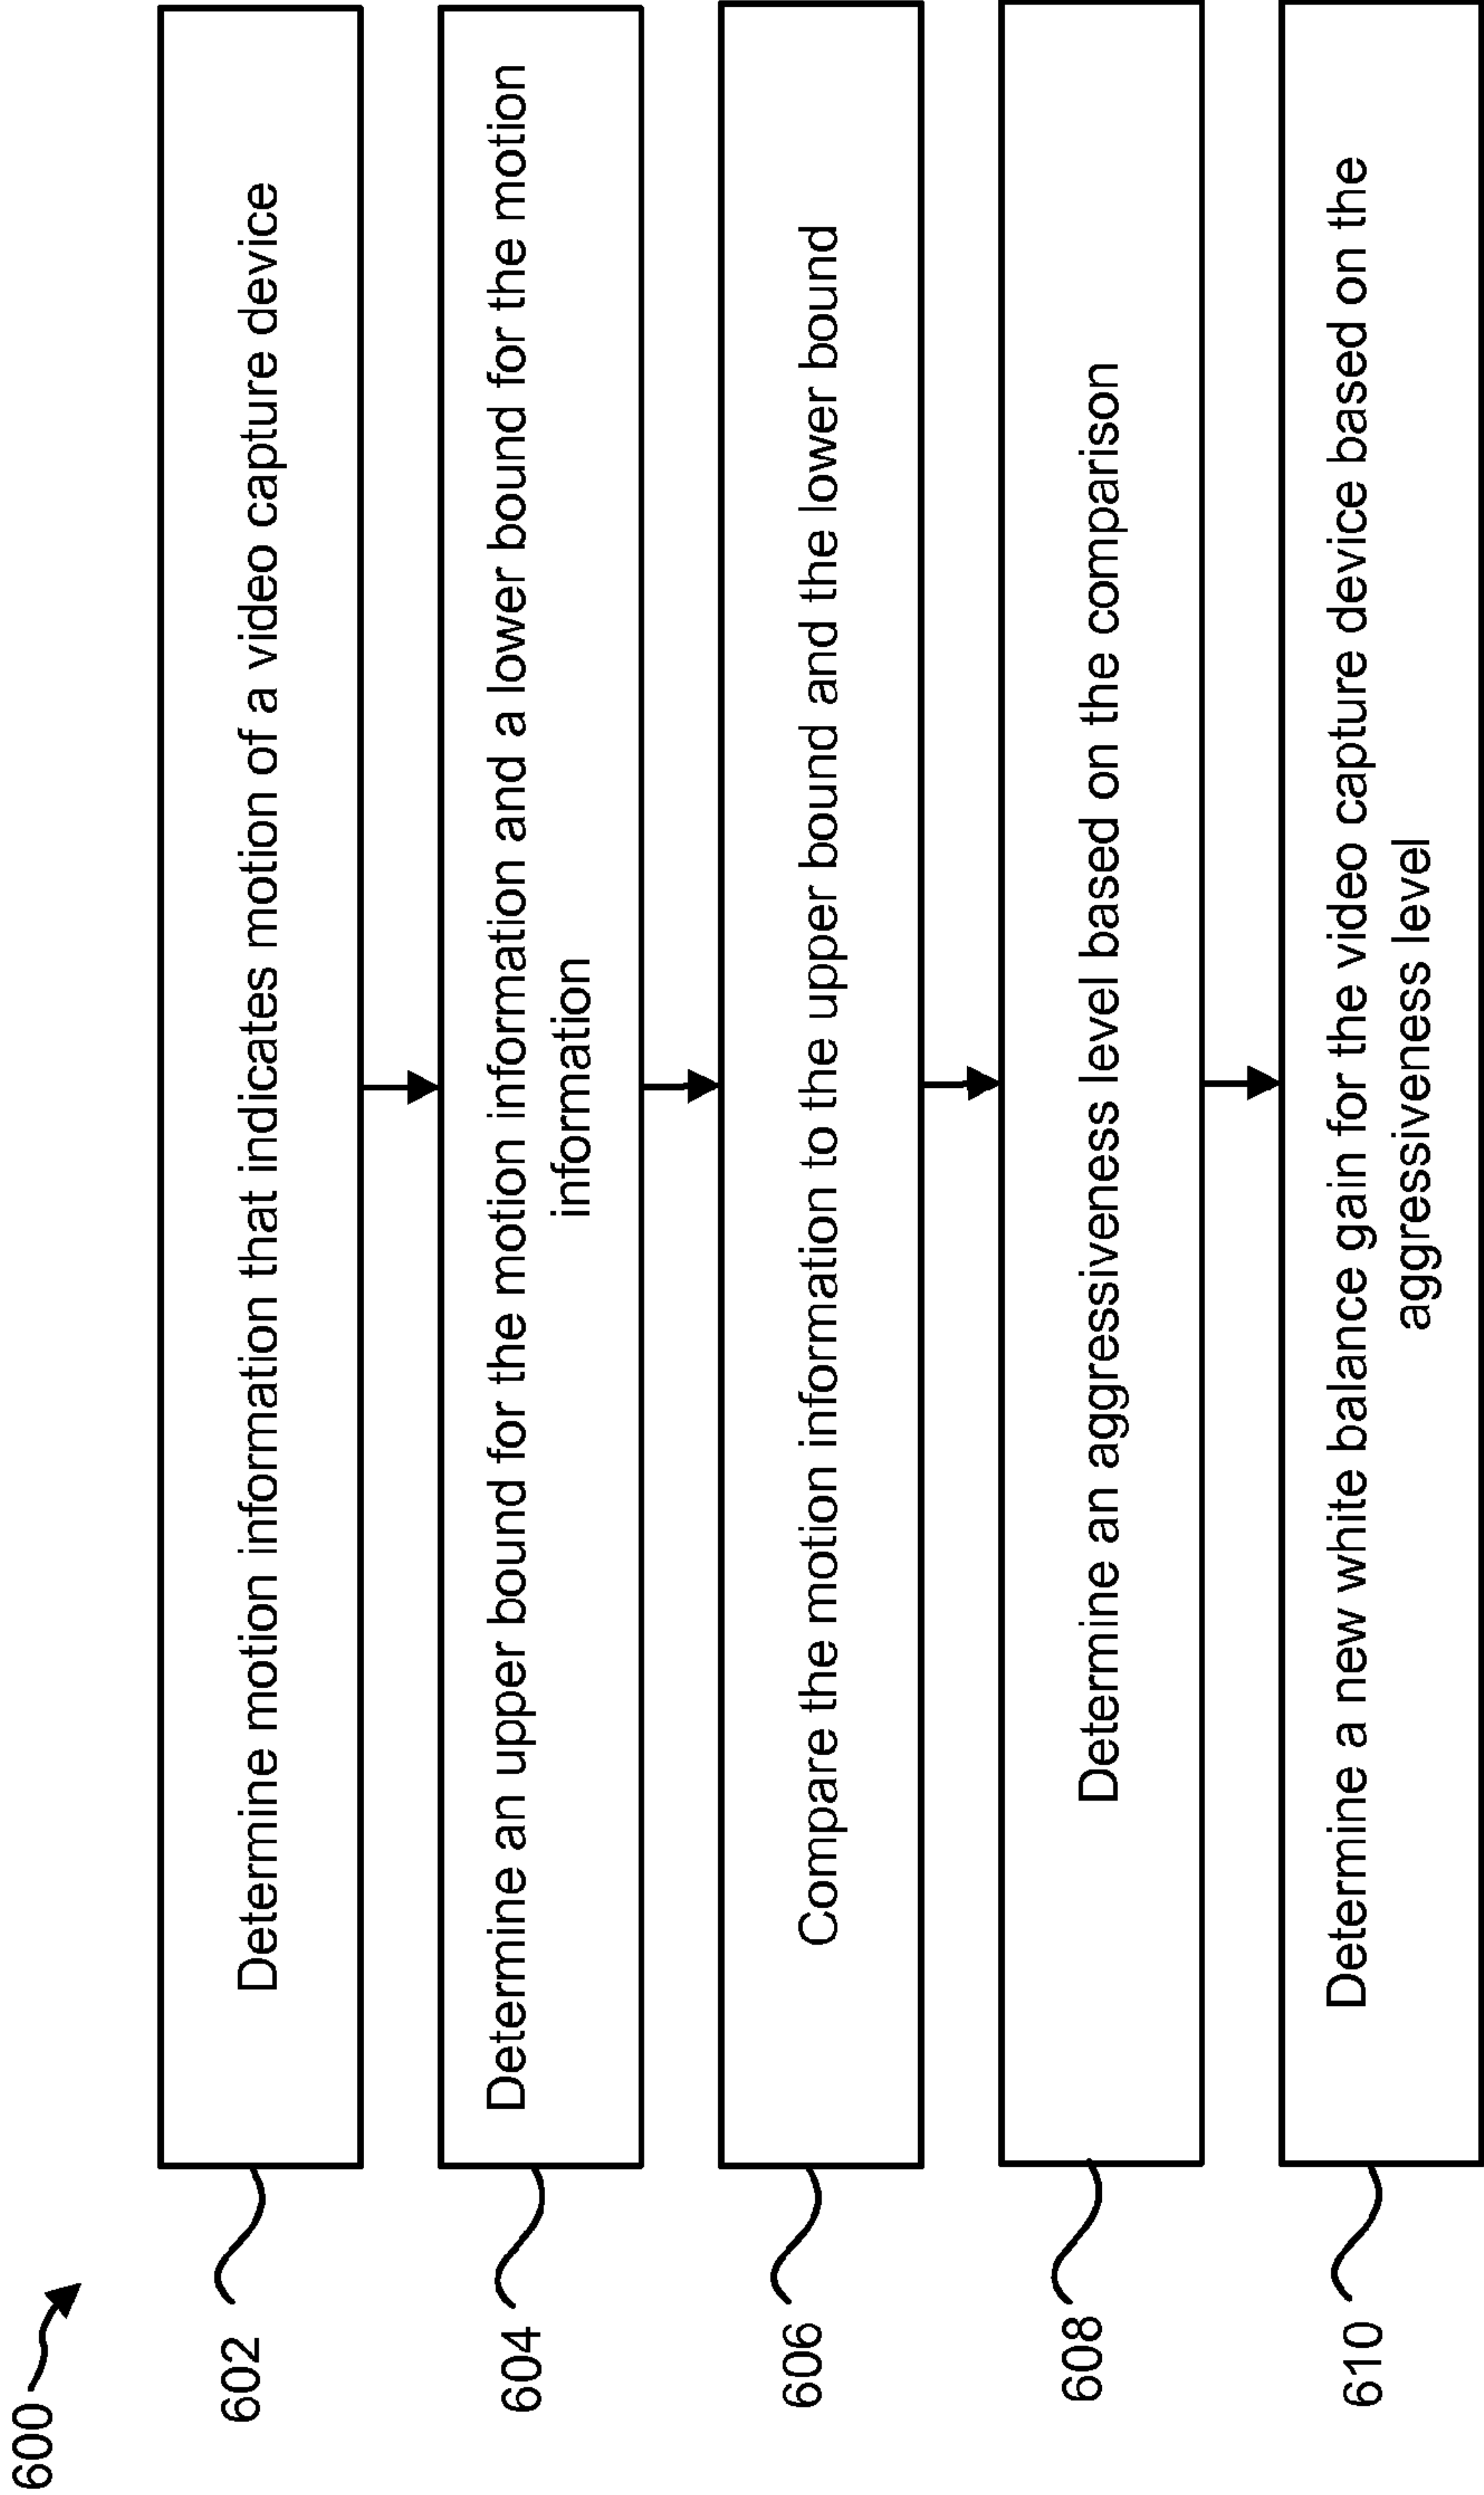 600
602
Determine motion information that indicates motion of a video capture device
604
Determine an upper bound for the motion information and a lower bound for the motion
information
606
Compare the motion information to the upper bound and the lower bound
608
Determine an aggressiveness level based on the comparison
610
Determine a new white balance gain for the video capture device based on the
aggressiveness level